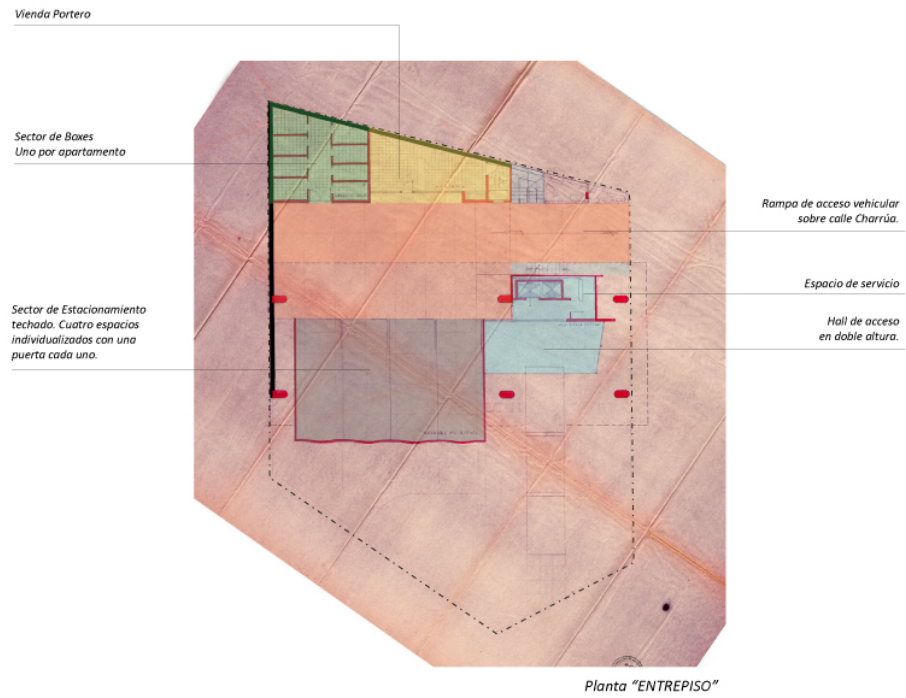 Vienda Portero
Sector de Boxes
Uno por apartamento
Rampa de acceso vehicular
sobre calle Charrúa.
Espacio de servicio
Sector de Estacionamiento
techado. Cuatro espacios
individualizados con una
puerta cada uno.
Hall de acceso
en doble altura.
Planta “ENTREPISO”